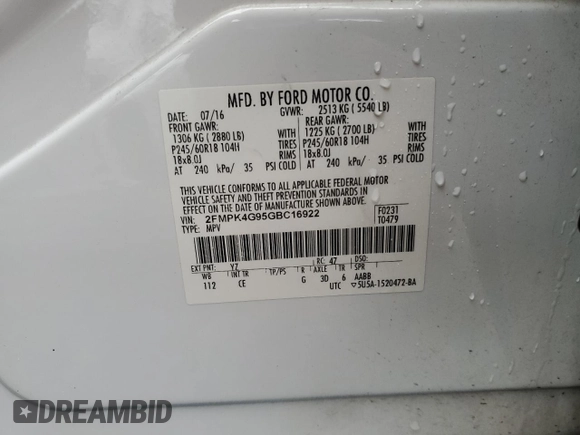 MFD. BY FORD MOTOR CO.
DATE: 07/16 GVWR: 2513 KG ( 5540 LB)
FRONT GAWR: REAR GAWR:
1306 KG ( 2880 LB) WITH 1225 KG ( 2700 LB) WITH
P245/60R18 104H TIRES P245/60R18 104H TIRES
18x8.0J RIMS 18x8.0J RIMS
AT 240 kPa/ 35 PSI COLD AT 240 kPa/ 35 PSI COLD
THIS VEHICLE CONFORMS TO ALL APPLICABLE FEDERAL MOTOR
VEHICLE SAFETY AND THEFT PREVENTION STANDARDS IN
EFFECT ON THE DATE OF MANUFACTURE SHOWN ABOVE.
VIN: 2FMPK4G95GBC16922 F0231
TYPE: MPV T0479
EXT PNT: YZ RC: 47 DSO:
WB INT TR TP/PS R AXLE TR SPR
112 CE G 3D 6 AABB
UTC 5U5A-1520472-BA
DREAMBID